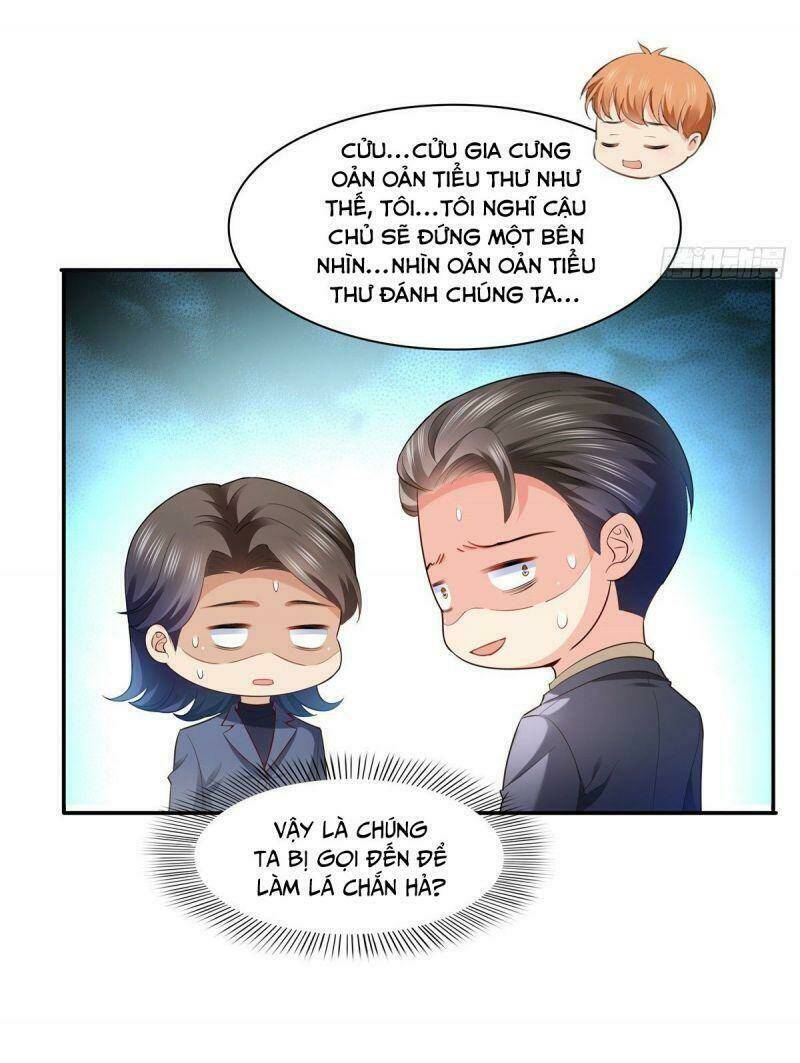 CỬU...CỬU GIA CƯNG
OẢN OẢN TIỂU THƯ NHƯ
THẾ, TÔI...TÔI NGHĨ CẬU
CHỦ SẼ ĐỨNG MỘT BÊN
NHÌN...NHÌN OẢN OẢN TIỂU
THƯ ĐÁNH CHÚNG TA...
VẬY LÀ CHÚNG
TA BỊ GỌI ĐẾN ĐỂ
LÀM LÁ CHẮN HẢ?